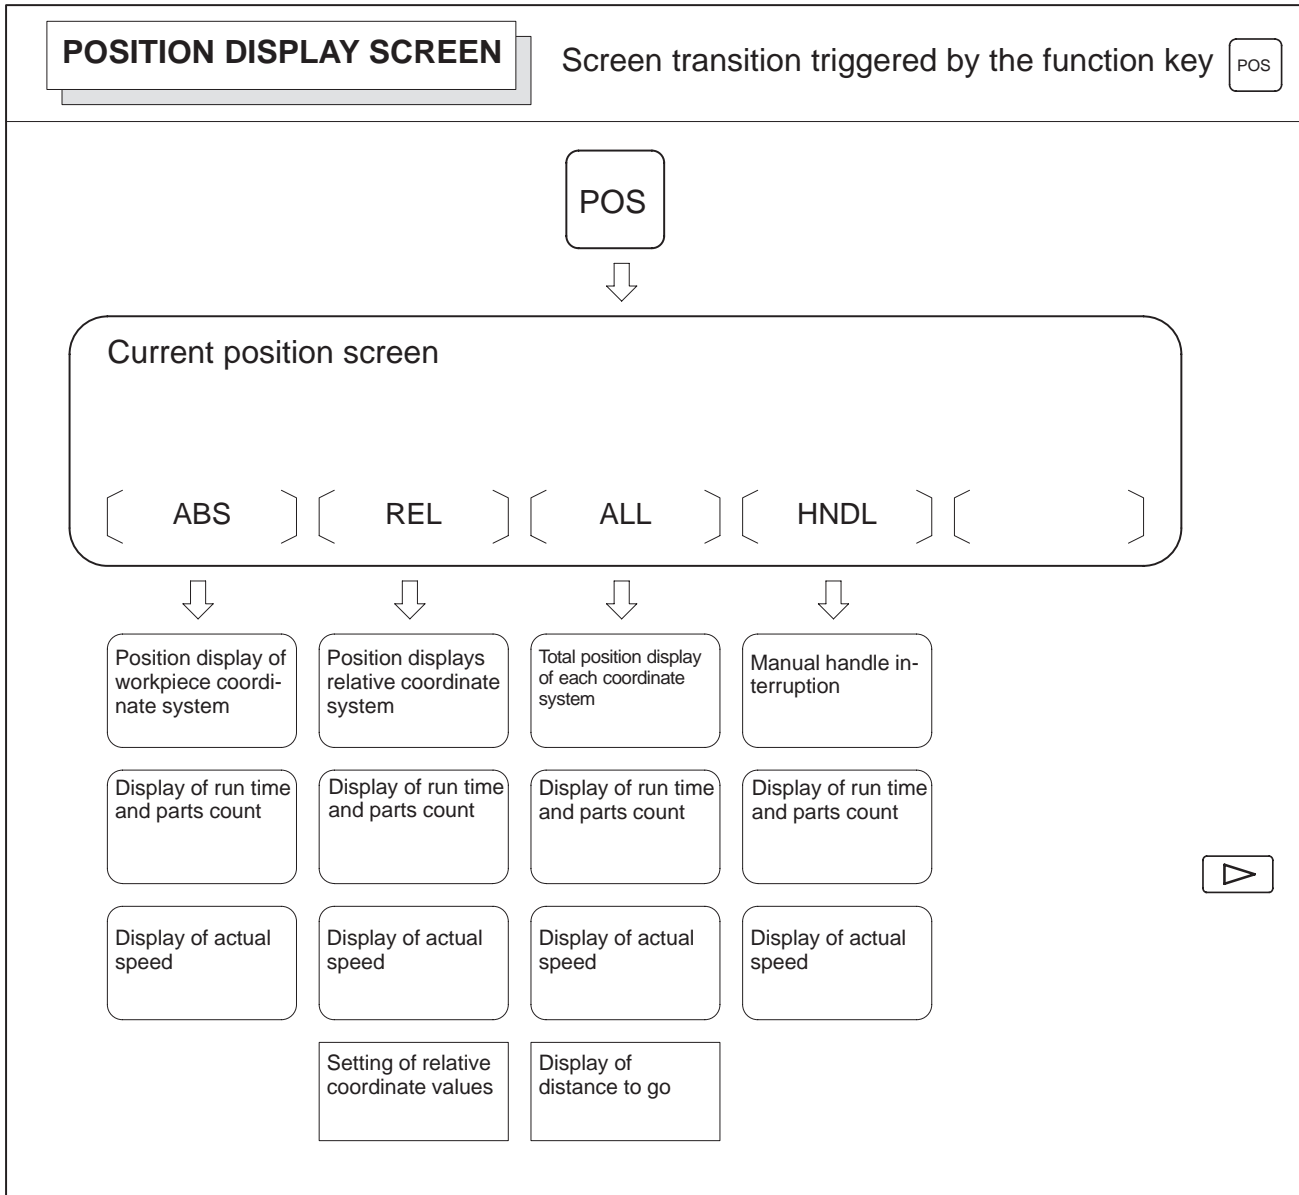 POSITION DISPLAY SCREEN
Screen transition triggered by the function key POS
POS
Current position screen
ABS
REL
ALL
HNDL
Position display of
workpiece coordi-
nate system
Position displays
relative coordinate
system
Total position display
of each coordinate
system
Manual handle in-
terruption
Display of run time
and parts count
Display of run time
and parts count
Display of run time
and parts count
Display of run time
and parts count
Display of actual
speed
Display of actual
speed
Display of actual
speed
Display of actual
speed
Setting of relative
coordinate values
Display of
distance to go